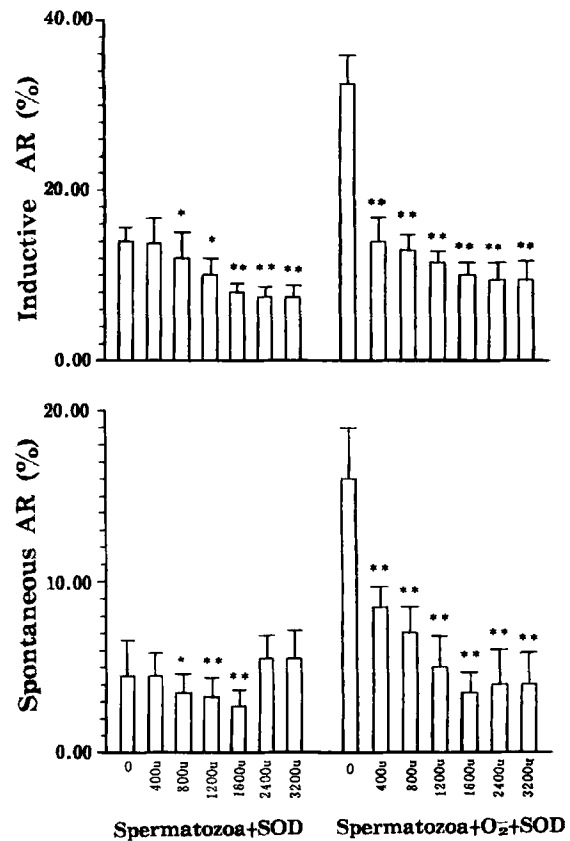 40.00
Inductive AR (%)
* * ** ** **
** ** ** ** ** **
20.00
0.00
20.00
Spontaneous AR (%)
* ** **
** ** ** ** ** **
10.00
0.00
0 400u 800u 1200u 1600u 2400u 3200u
0 400u 800u 1200u 1600u 2400u 3200u
Spermatozoa+SOD
Spermatozoa+O₂⁻+SOD